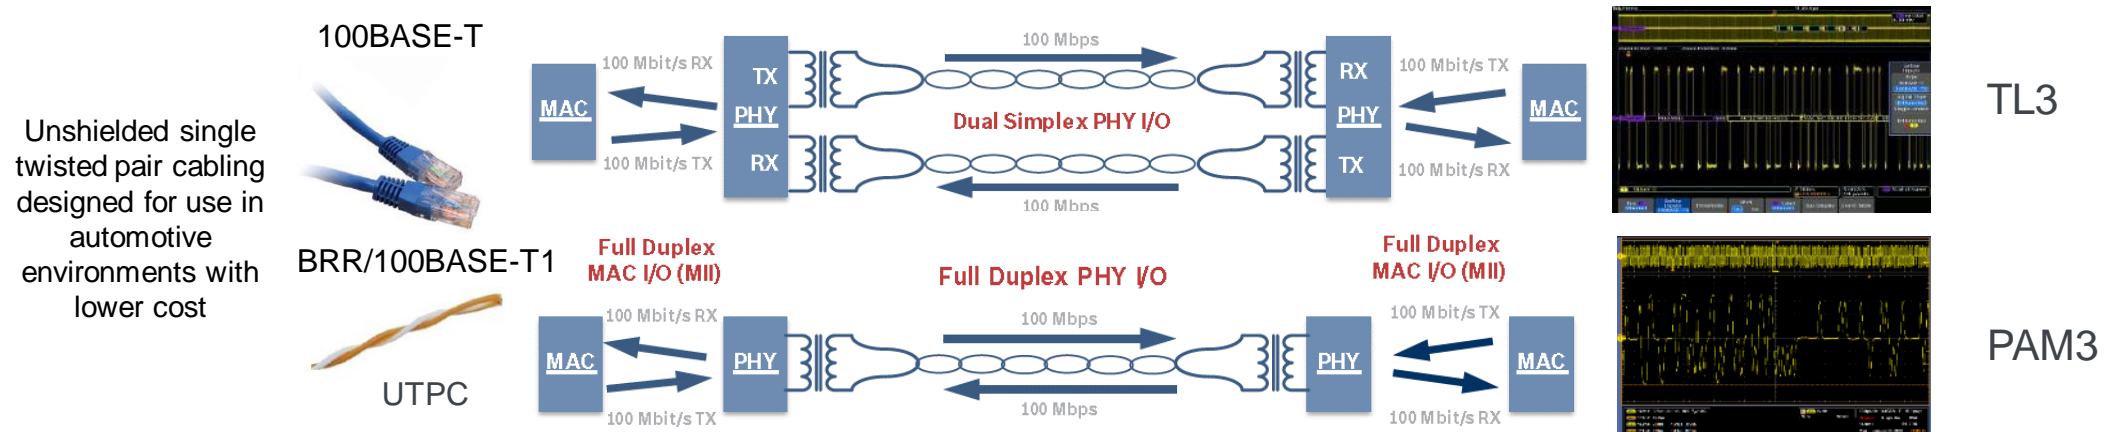 Unshielded single
twisted pair cabling
designed for use in
automotive
environments with
lower cost
100BASE-T
BRR/100BASE-T1
UTPC
MAC
100 Mbit/s RX
100 Mbit/s TX
TX
PHY
RX
100 Mbps
Dual Simplex PHY I/O
100 Mbps
RX
PHY
TX
100 Mbit/s TX
100 Mbit/s RX
MAC
TL3
Full Duplex
MAC I/O (MII)
Full Duplex PHY I/O
Full Duplex
MAC I/O (MII)
MAC
100 Mbit/s RX
100 Mbit/s TX
PHY
100 Mbps
100 Mbps
PHY
100 Mbit/s TX
100 Mbit/s RX
MAC
PAM3